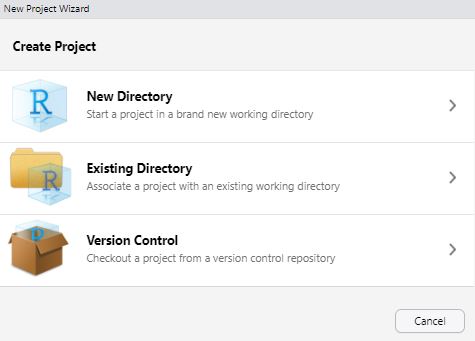 New Project Wizard
Create Project
New Directory
Start a project in a brand new working directory
Existing Directory
Associate a project with an existing working directory
Version Control
Checkout a project from a version control repository
Cancel